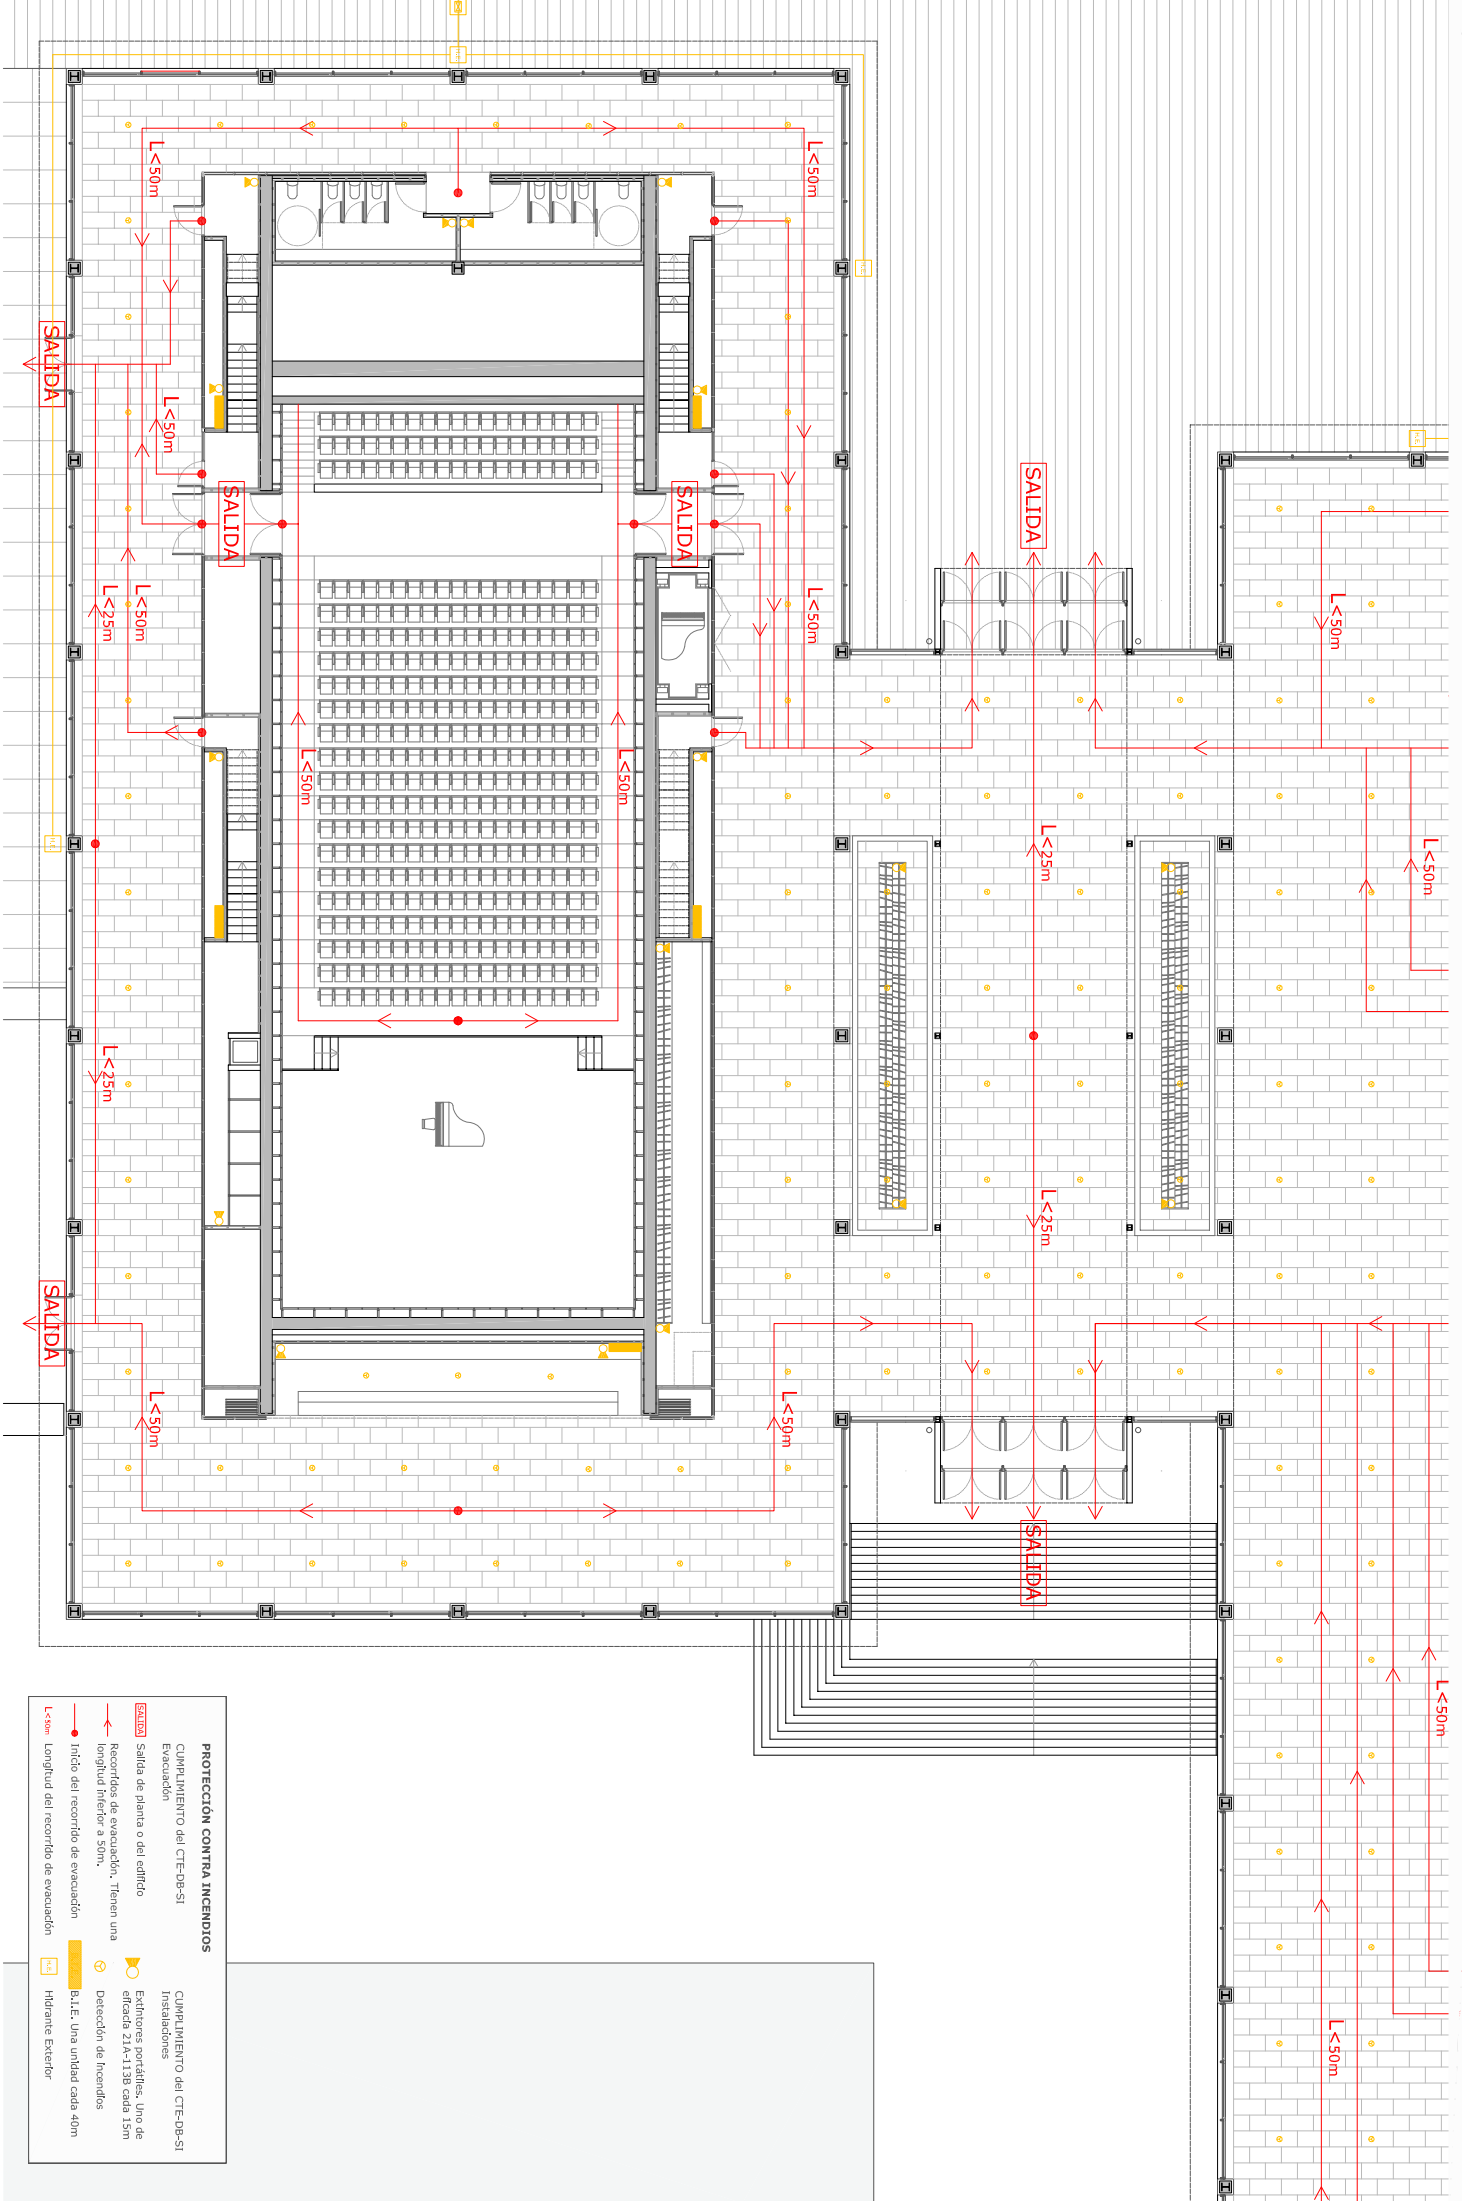 L<50m
L<50m
SALIDA
L<50m
SALIDA
SALIDA
SALIDA
L<50m
L<25m
L<50m
L<50m
L<50m
L<50m
L<50m
L<25m
L<50m
L<25m
L<25m
SALIDA
L<50m
L<50m
SALIDA
L<50m
L<50m
PROTECCIÓN CONTRA INCENDIOS
CUMPLIMIENTO del CTE-DB-SI
Evacuación
SALIDA
Salida de planta o del edificio
Recorridos de evacuación. Tienen una
longitud inferior a 50m.
Inicio del recorrido de evacuación
L<50m
Longitud del recorrido de evacuación
CUMPLIMIENTO del CTE-DB-SI
Instalaciones
Extintores portátiles. Uno de
eficacia 21A-113B cada 15m
Detección de incendios
B.I.E. Una unidad cada 40m
Hidrante Exterior